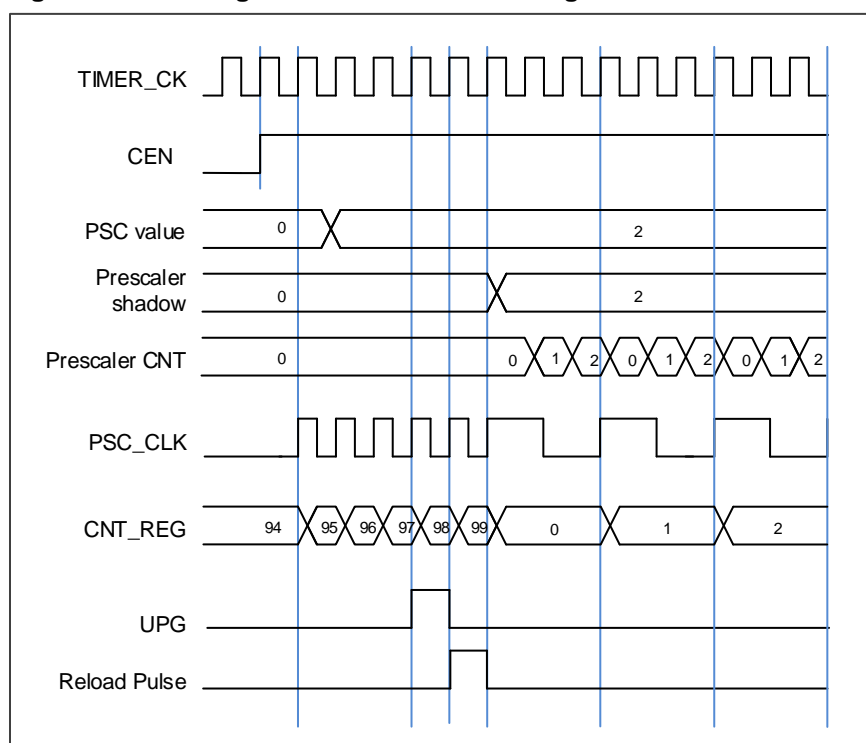 TIMER_CK
CEN
PSC value 0 2
Prescaler
shadow 0 2
Prescaler CNT 0 0 1 2 0 1 2 0 1 2
PSC_CLK
CNT_REG 94 95 96 97 98 99 0 1 2
UPG
Reload Pulse